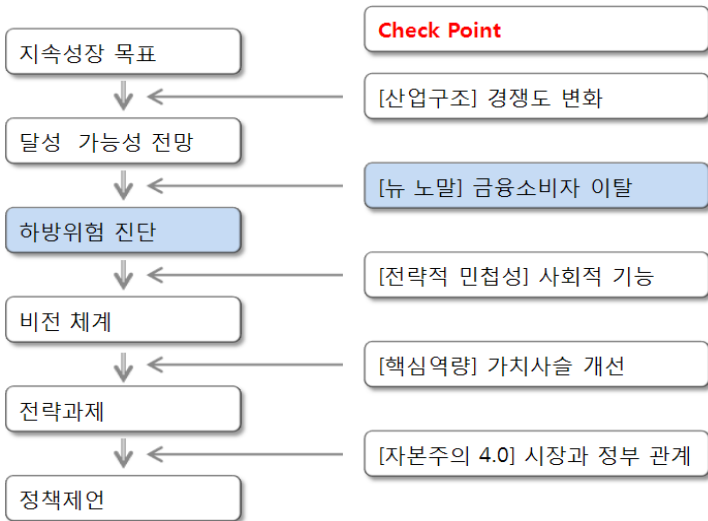 Check Point
지속성장 목표
[산업구조] 경쟁도 변화
달성 가능성 전망
[뉴 노말] 금융소비자 이탈
하방위험 진단
[전략적 민첩성] 사회적 기능
비전 체계
[핵심역량] 가치사슬 개선
전략과제
[자본주의 4.0] 시장과 정부 관계
정책제언